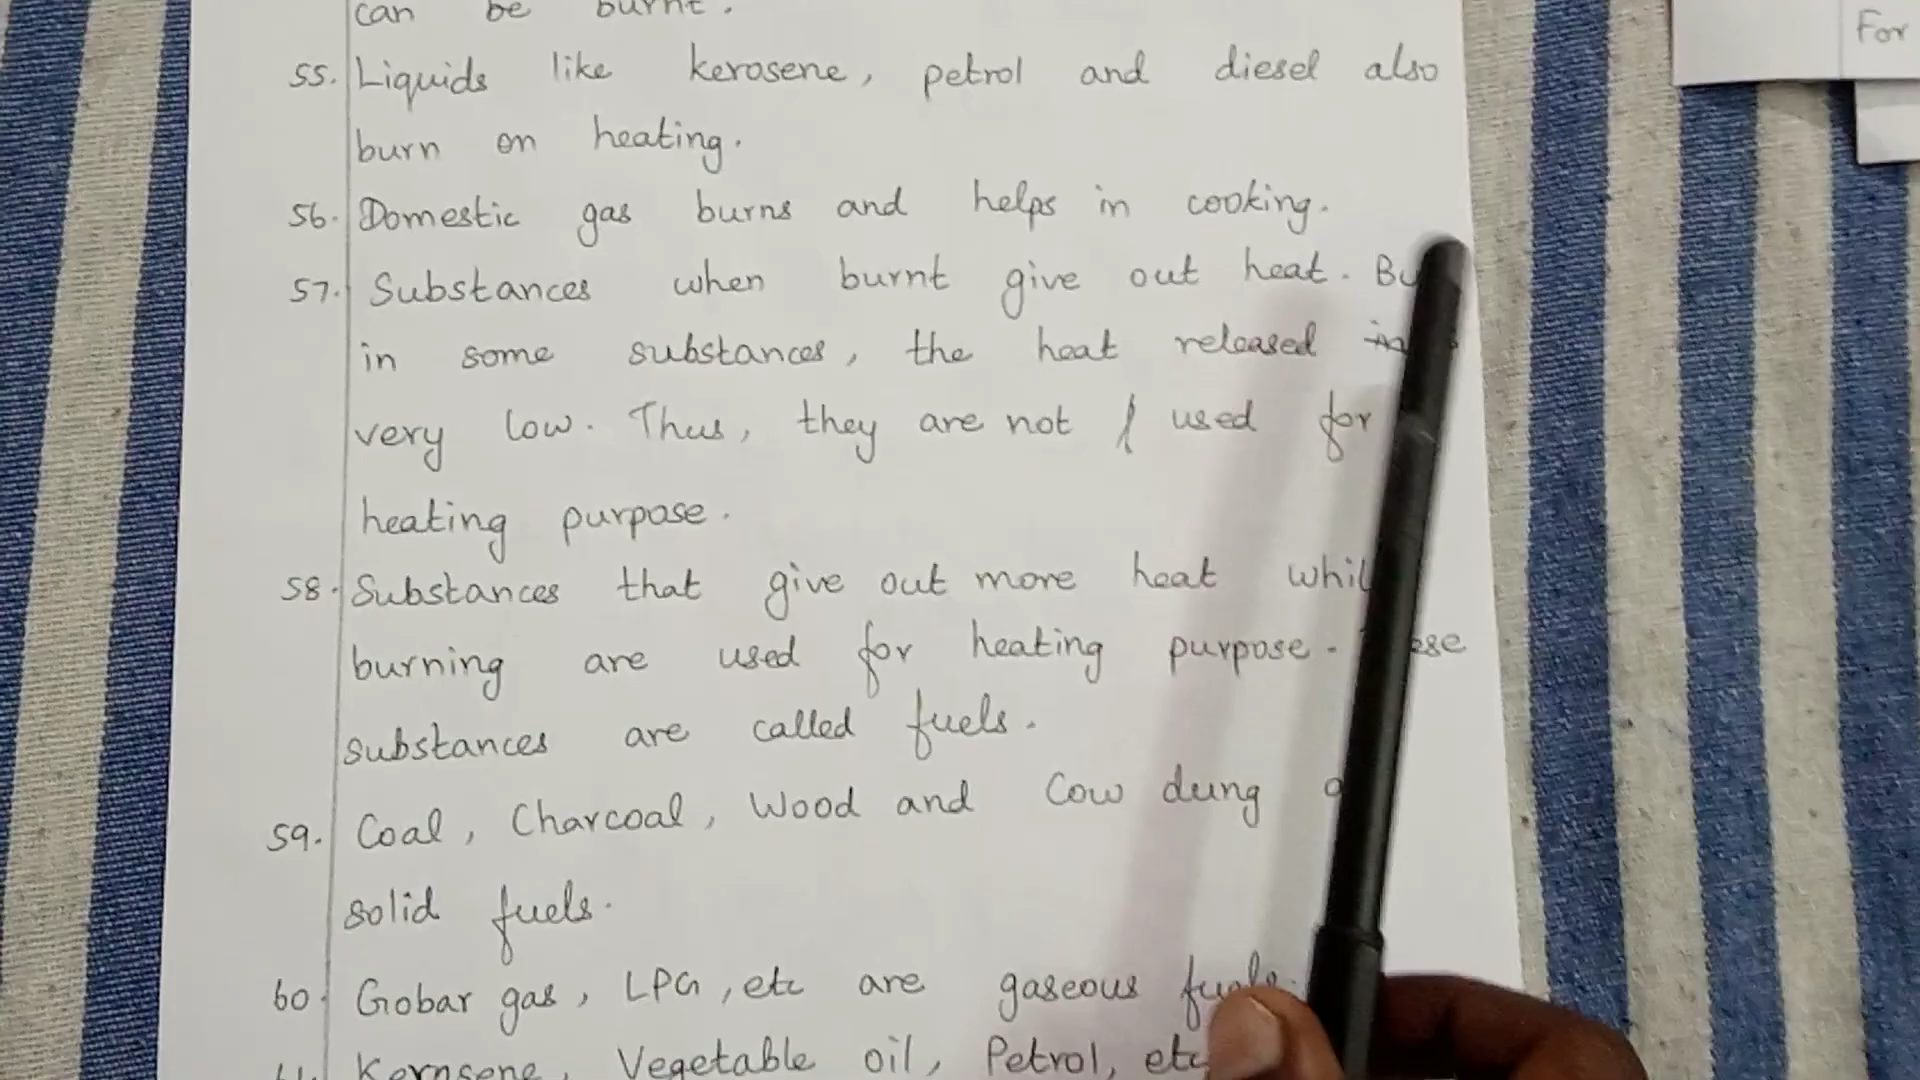 can be burnt.
For
55. Liquids like kerosene, petrol and diesel also
burn on heating.
56. Domestic gas burns and helps in cooking.
57. Substances when burnt give out heat. Bu
in some substances, the heat released
very low. Thus, they are not used for
heating purpose.
58. Substances that give out more heat whil
burning are used for heating purpose. ese
substances are called fuels.
59. Coal, Charcoal, Wood and Cow dung
solid fuels.
60. Gobar gas, LPG, etc are gaseous fuels.
61. Kerosene, Vegetable oil, Petrol, etc